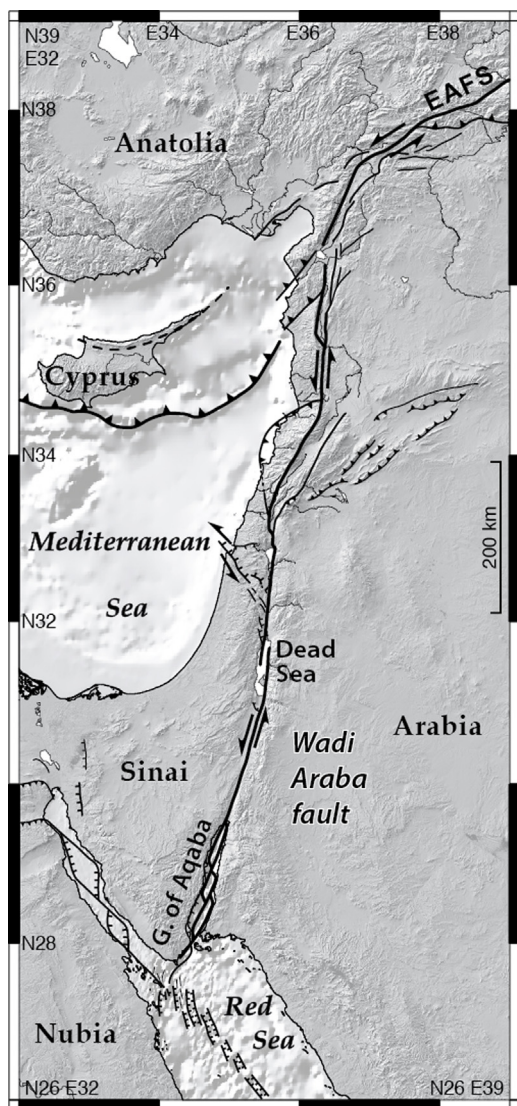 N39
E32
E34
E36
E38
N38
EAFS
Anatolia
N36
Cyprus
N34
200 km
Mediterranean
Sea
N32
Dead
Sea
Arabia
Wadi
Araba
fault
Sinai
G. of Aqaba
N28
Red
Sea
Nubia
N26 E32
N26 E39